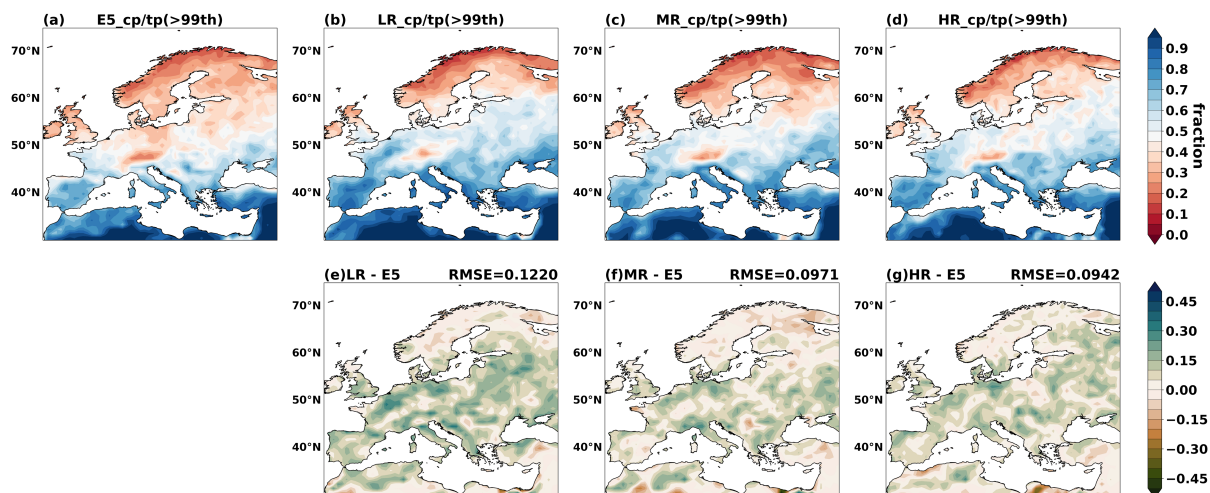 (a) E5_cp/tp(>99th)
(b) LR_cp/tp(>99th)
(c) MR_cp/tp(>99th)
(d) HR_cp/tp(>99th)
70°N
60°N
50°N
40°N
70°N
60°N
50°N
40°N
70°N
60°N
50°N
40°N
70°N
60°N
50°N
40°N
0.9
0.8
0.7
0.6
0.5
0.4
0.3
0.2
0.1
0.0
fraction
(e)LR - E5 RMSE=0.1220
(f)MR - E5 RMSE=0.0971
(g)HR - E5 RMSE=0.0942
70°N
60°N
50°N
40°N
70°N
60°N
50°N
40°N
70°N
60°N
50°N
40°N
0.45
0.30
0.15
0.00
−0.15
−0.30
−0.45